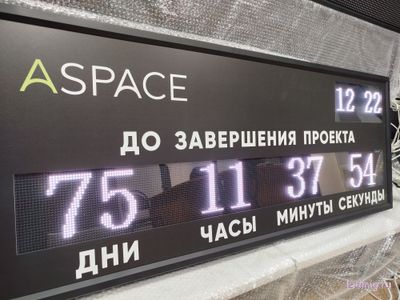 ASPACE
12 22
ДО ЗАВЕРШЕНИЯ ПРОЕКТА
75 11 37 54
ДНИ ЧАСЫ МИНУТЫ СЕКУНДЫ